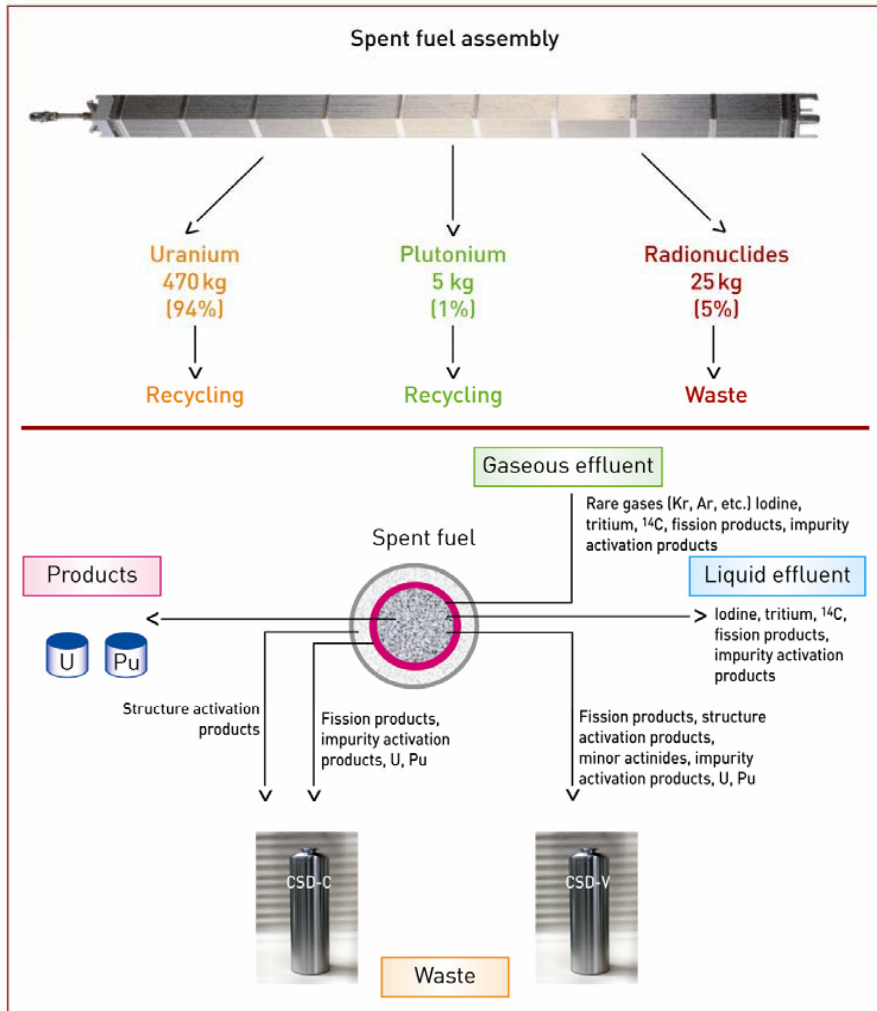 Spent fuel assembly
Uranium
470 kg
(94%)
Plutonium
5 kg
(1%)
Radionuclides
25 kg
(5%)
Recycling
Recycling
Waste
Gaseous effluent
Rare gases (Kr, Ar, etc.) Iodine,
tritium, ¹⁴C, fission products, impurity
activation products
Spent fuel
Products
Liquid effluent
Iodine, tritium, ¹⁴C,
fission products,
impurity activation
products
U
Pu
Structure activation
products
Fission products,
impurity activation
products, U, Pu
Fission products, structure
activation products,
minor actinides, impurity
activation products, U, Pu
CSD-C
CSD-V
Waste